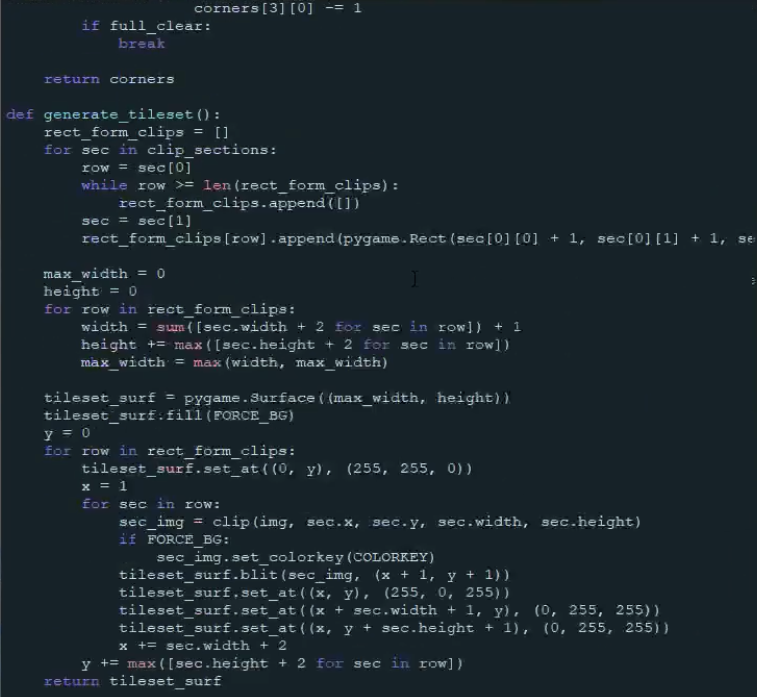 corners[3][0] -= 1
        if full_clear:
            break

    return corners

def generate_tileset():
    rect_form_clips = []
    for sec in clip_sections:
        row = sec[0]
        while row >= len(rect_form_clips):
            rect_form_clips.append([])
        sec = sec[1]
        rect_form_clips[row].append(pygame.Rect(sec[0][0] + 1, sec[0][1] + 1, se

    max_width = 0
    height = 0
    for row in rect_form_clips:
        width = sum([sec.width + 2 for sec in row]) + 1
        height += max([sec.height + 2 for sec in row])
        max_width = max(width, max_width)

    tileset_surf = pygame.Surface((max_width, height))
    tileset_surf.fill(FORCE_BG)
    y = 0
    for row in rect_form_clips:
        tileset_surf.set_at((0, y), (255, 255, 0))
        x = 1
        for sec in row:
            sec_img = clip(img, sec.x, sec.y, sec.width, sec.height)
            if FORCE_BG:
                sec_img.set_colorkey(COLORKEY)
            tileset_surf.blit(sec_img, (x + 1, y + 1))
            tileset_surf.set_at((x, y), (255, 0, 255))
            tileset_surf.set_at((x + sec.width + 1, y), (0, 255, 255))
            tileset_surf.set_at((x, y + sec.height + 1), (0, 255, 255))
            x += sec.width + 2
        y += max([sec.height + 2 for sec in row])
    return tileset_surf